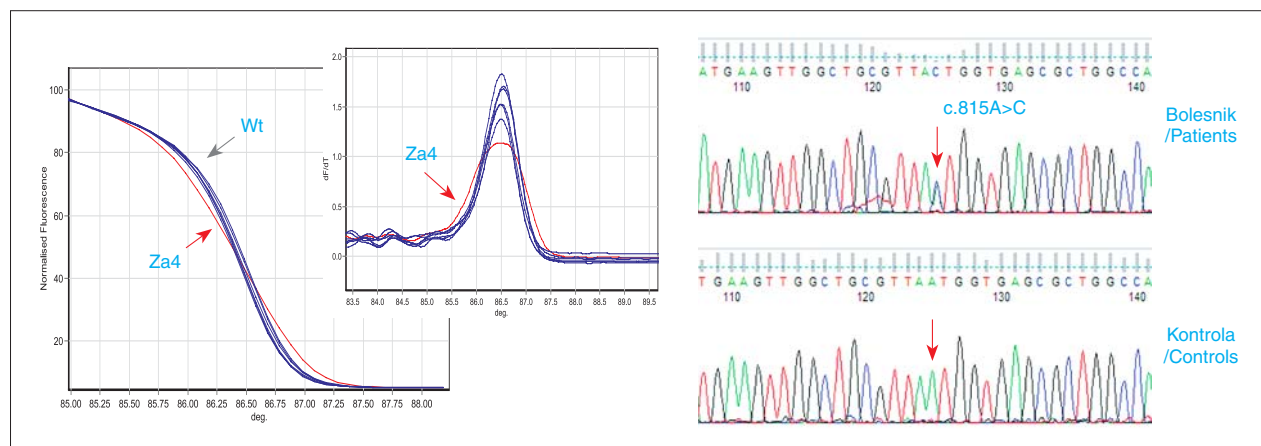 100
80
60
40
20
Normalised Fluorescence
Wt
Za4
85.00 85.25 85.50 85.75 86.00 86.25 86.50 86.75 87.00 87.25 87.50 87.75 88.00
deg.
2.0
1.5
1.0
0.5
0.0
dF/dT
Za4
83.5 84.0 84.5 85.0 85.5 86.0 86.5 87.0 87.5 88.0 88.5 89.0 89.5
deg.
A T G A A G T T G G C T G C G T T A C T G G T G A G C G C T G G C C A
110 120 130 140
c.815A>C
Bolesnik
/Patients
T G A A G T T G G C T G C G T T A A T G G T G A G C G C T G G C C A
110 120 130 140
Kontrola
/Controls